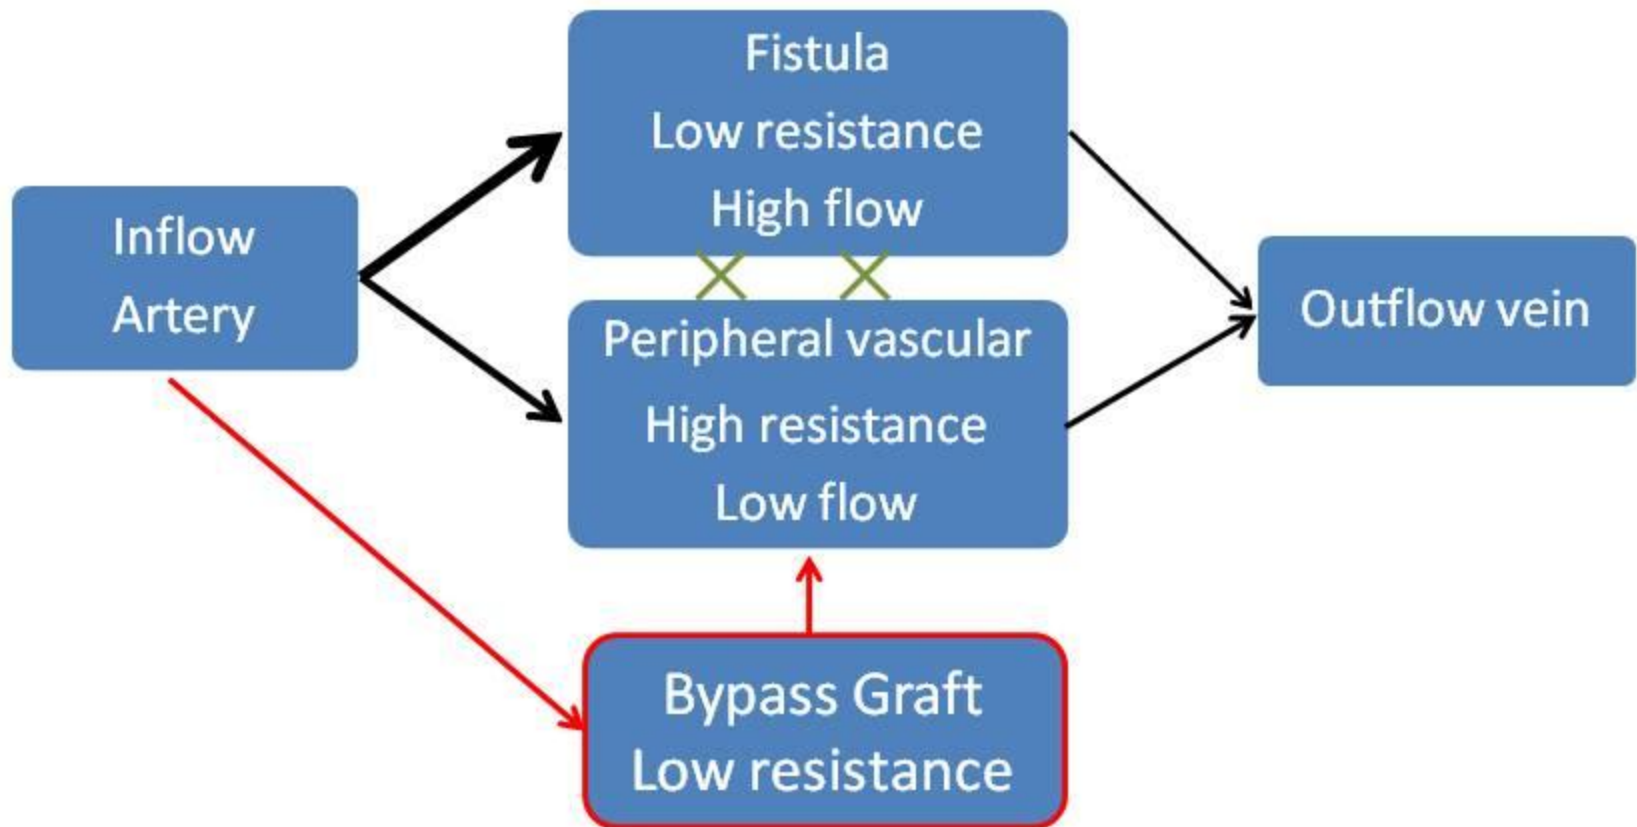 Inflow
Artery
Fistula
Low resistance
High flow
Peripheral vascular
High resistance
Low flow
Bypass Graft
Low resistance
Outflow vein